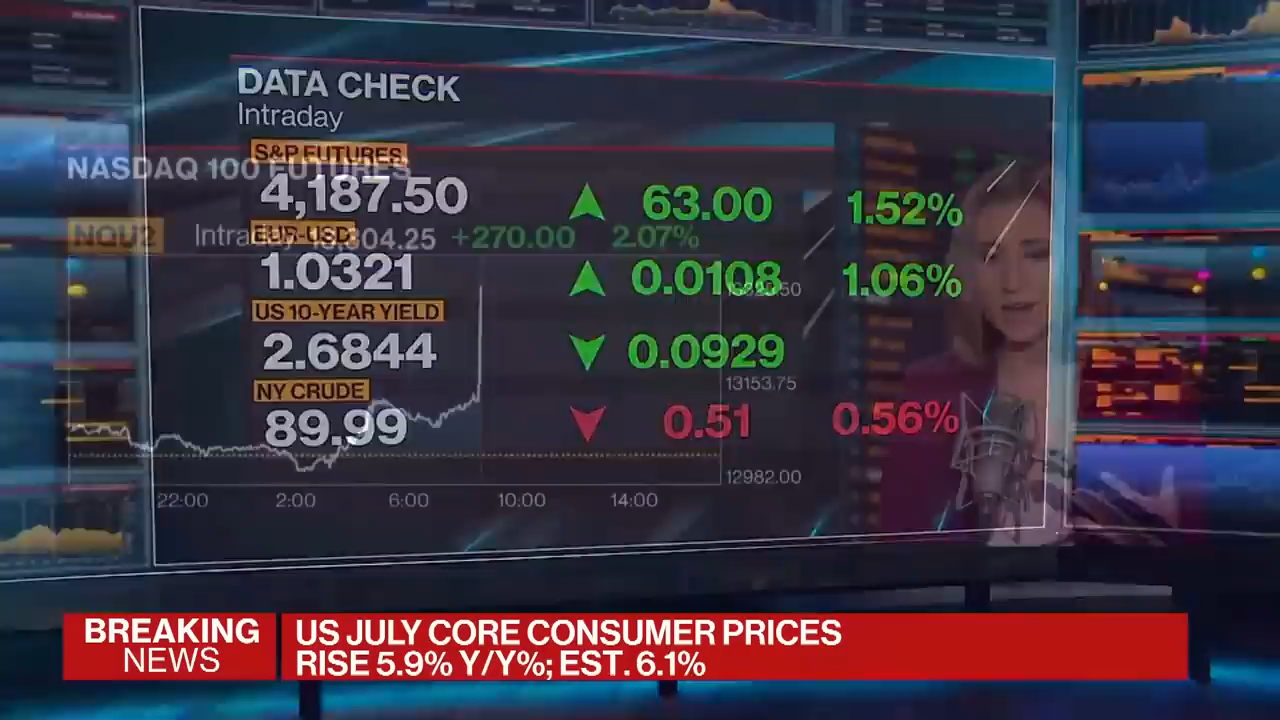 DATA CHECK
Intraday
S&P FUTURES
NASDAQ 100 FUTURES
4,187.50 63.00 1.52%
EUR-USD
NQU2 Intraday +270.00 2.07%
1.0321 0.0108 1.06%
US 10-YEAR YIELD
2.6844 0.0929
13153.75
NY CRUDE
89.99 0.51 0.56%
12982.00
22:00 2:00 6:00 10:00 14:00
BREAKING
NEWS
US JULY CORE CONSUMER PRICES
RISE 5.9% Y/Y%; EST. 6.1%